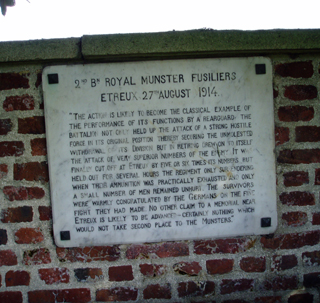 2ND BN ROYAL MUNSTER FUSILIERS
ETREUX 27TH AUGUST 1914.
"THE ACTION IS LIKELY TO BECOME THE CLASSICAL EXAMPLE OF
THE PERFORMANCE OF ITS FUNCTIONS BY A REARGUARD. THE
BATTALION NOT ONLY HELD UP THE ATTACK OF A STRONG HOSTILE
FORCE IN ITS ORIGINAL POSITION THEREBY SECURING THE UNMOLESTED
WITHDRAWAL OF ITS DIVISION BUT IN RETIRING DREW ON TO ITSELF
THE ATTACK OF VERY SUPERIOR NUMBERS OF THE ENEMY. IT WAS
FINALLY CUT OFF AT ETREUX BY FIVE OR SIX TIMES ITS NUMBERS BUT
HELD OUT FOR SEVERAL HOURS THE REGIMENT ONLY SURRENDERING
WHEN THEIR AMMUNITION WAS PRACTICALLY EXHAUSTED AND ONLY
A SMALL NUMBER OF MEN REMAINED UNHURT. THE SURVIVORS
WERE WARMLY CONGRATULATED BY THE GERMANS ON THE FINE
FIGHT THEY HAD MADE. NO OTHER CLAIM TO A MEMORIAL NEAR
ETREUX IS LIKELY TO BE ADVANCED - CERTAINLY NOTHING WHICH
WOULD NOT TAKE SECOND PLACE TO THE MUNSTERS"